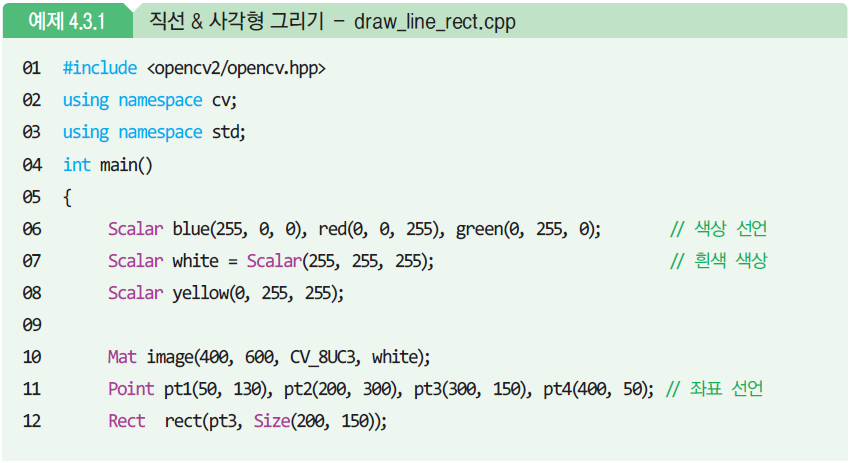 예제 4.3.1 직선 & 사각형 그리기 - draw_line_rect.cpp
01 #include <opencv2/opencv.hpp>
02 using namespace cv;
03 using namespace std;
04 int main()
05 {
06 Scalar blue(255, 0, 0), red(0, 0, 255), green(0, 255, 0); // 색상 선언
07 Scalar white = Scalar(255, 255, 255); // 흰색 색상
08 Scalar yellow(0, 255, 255);
09
10 Mat image(400, 600, CV_8UC3, white);
11 Point pt1(50, 130), pt2(200, 300), pt3(300, 150), pt4(400, 50); // 좌표 선언
12 Rect rect(pt3, Size(200, 150));